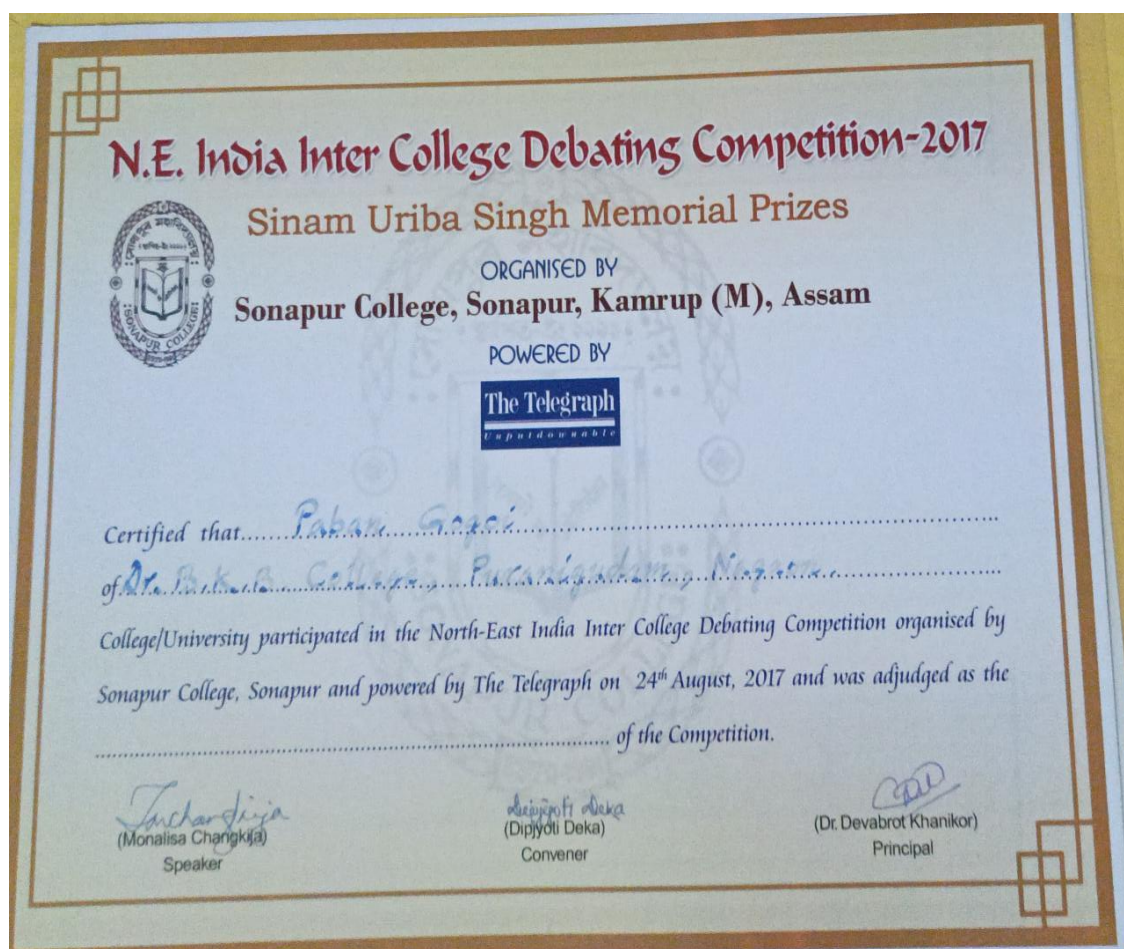 N.E. India Inter College Debating Competition-2017
Sinam Uriba Singh Memorial Prizes
ORGANISED BY
Sonapur College, Sonapur, Kamrup (M), Assam
POWERED BY
The Telegraph
Unputdownable
SONAPUR COLLEGE
Certified that.....Paban Gogoi.....
of Dr. B.K.B. College, Puranigudam, Nagaon
College/University participated in the North-East India Inter College Debating Competition organised by
Sonapur College, Sonapur and powered by The Telegraph on 24th August, 2017 and was adjudged as the
..... of the Competition.
Dipjyoti Deka
(Monalisa Changkija) (Dipjyoti Deka) (Dr. Devabrot Khanikor)
Speaker Convener Principal